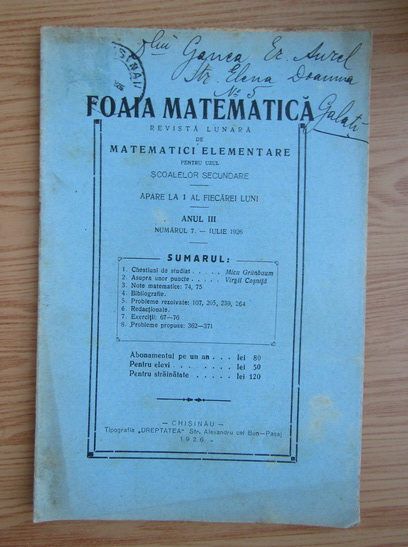 Dlui Ganea Er. Aurel
Str. Elena Doamna
No 5
Galați
FOAIA MATEMATICĂ
REVISTĂ LUNARĂ
DE
MATEMATICI ELEMENTARE
PENTRU UZUL
ȘCOALELOR SECUNDARE
APARE LA 1 AL FIECĂREI LUNI
ANUL III
NUMĂRUL 7. — IULIE 1926
SUMARUL:
1. Chestiuni de studiat . . . . . Mica Grünbaum
2. Asupra unor puncte . . . . . Virgil Coșniță
3. Note matematice: 74, 75
4. Bibliografie.
5. Probleme rezolvate: 107, 205, 239, 264
6. Redacționale.
7. Exerciții: 67—76
8. Probleme propuse: 362—371
Abonamentul pe un an . . . lei 80
Pentru elevi . . . . . . . lei 50
Pentru străinătate . . . . . . lei 120
— CHIȘINĂU —
Tipografia „DREPTATEA" Str. Alexandru cel Bun—Pasaj
1926